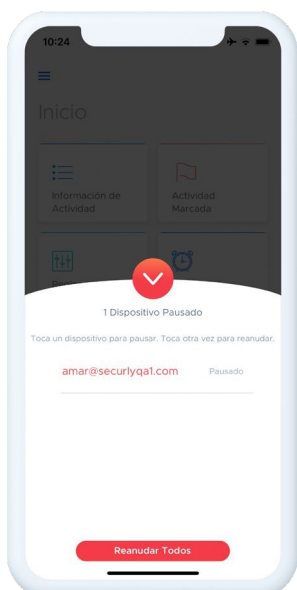 10:24
Inicio
Información de
Actividad
Actividad
Marcada
1 Dispositivo Pausado
Toca un dispositivo para pausar. Toca otra vez para reanudar.
amar@securlyqa1.com
Pausado
Reanudar Todos